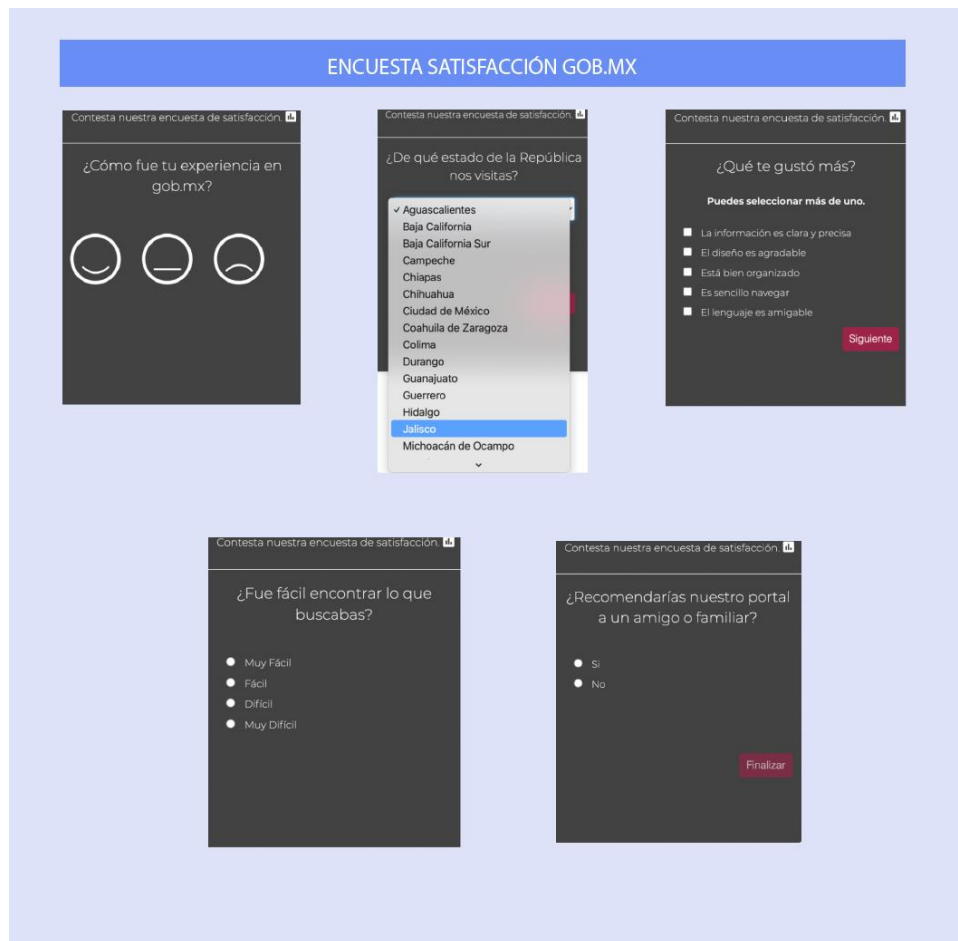 ENCUESTA SATISFACCIÓN GOB.MX
Contesta nuestra encuesta de satisfacción.
¿Cómo fue tu experiencia en
gob.mx?
Contesta nuestra encuesta de satisfacción.
¿De qué estado de la República
nos visitas?
✓ Aguascalientes
Baja California
Baja California Sur
Campeche
Chiapas
Chihuahua
Ciudad de México
Coahuila de Zaragoza
Colima
Durango
Guanajuato
Guerrero
Hidalgo
Jalisco
Michoacán de Ocampo
Contesta nuestra encuesta de satisfacción.
¿Qué te gustó más?
Puedes seleccionar más de uno.
La información es clara y precisa
El diseño es agradable
Está bien organizado
Es sencillo navegar
El lenguaje es amigable
Siguiente
Contesta nuestra encuesta de satisfacción.
¿Fue fácil encontrar lo que
buscabas?
Muy Fácil
Fácil
Difícil
Muy Difícil
Contesta nuestra encuesta de satisfacción.
¿Recomendarías nuestro portal
a un amigo o familiar?
Si
No
Finalizar